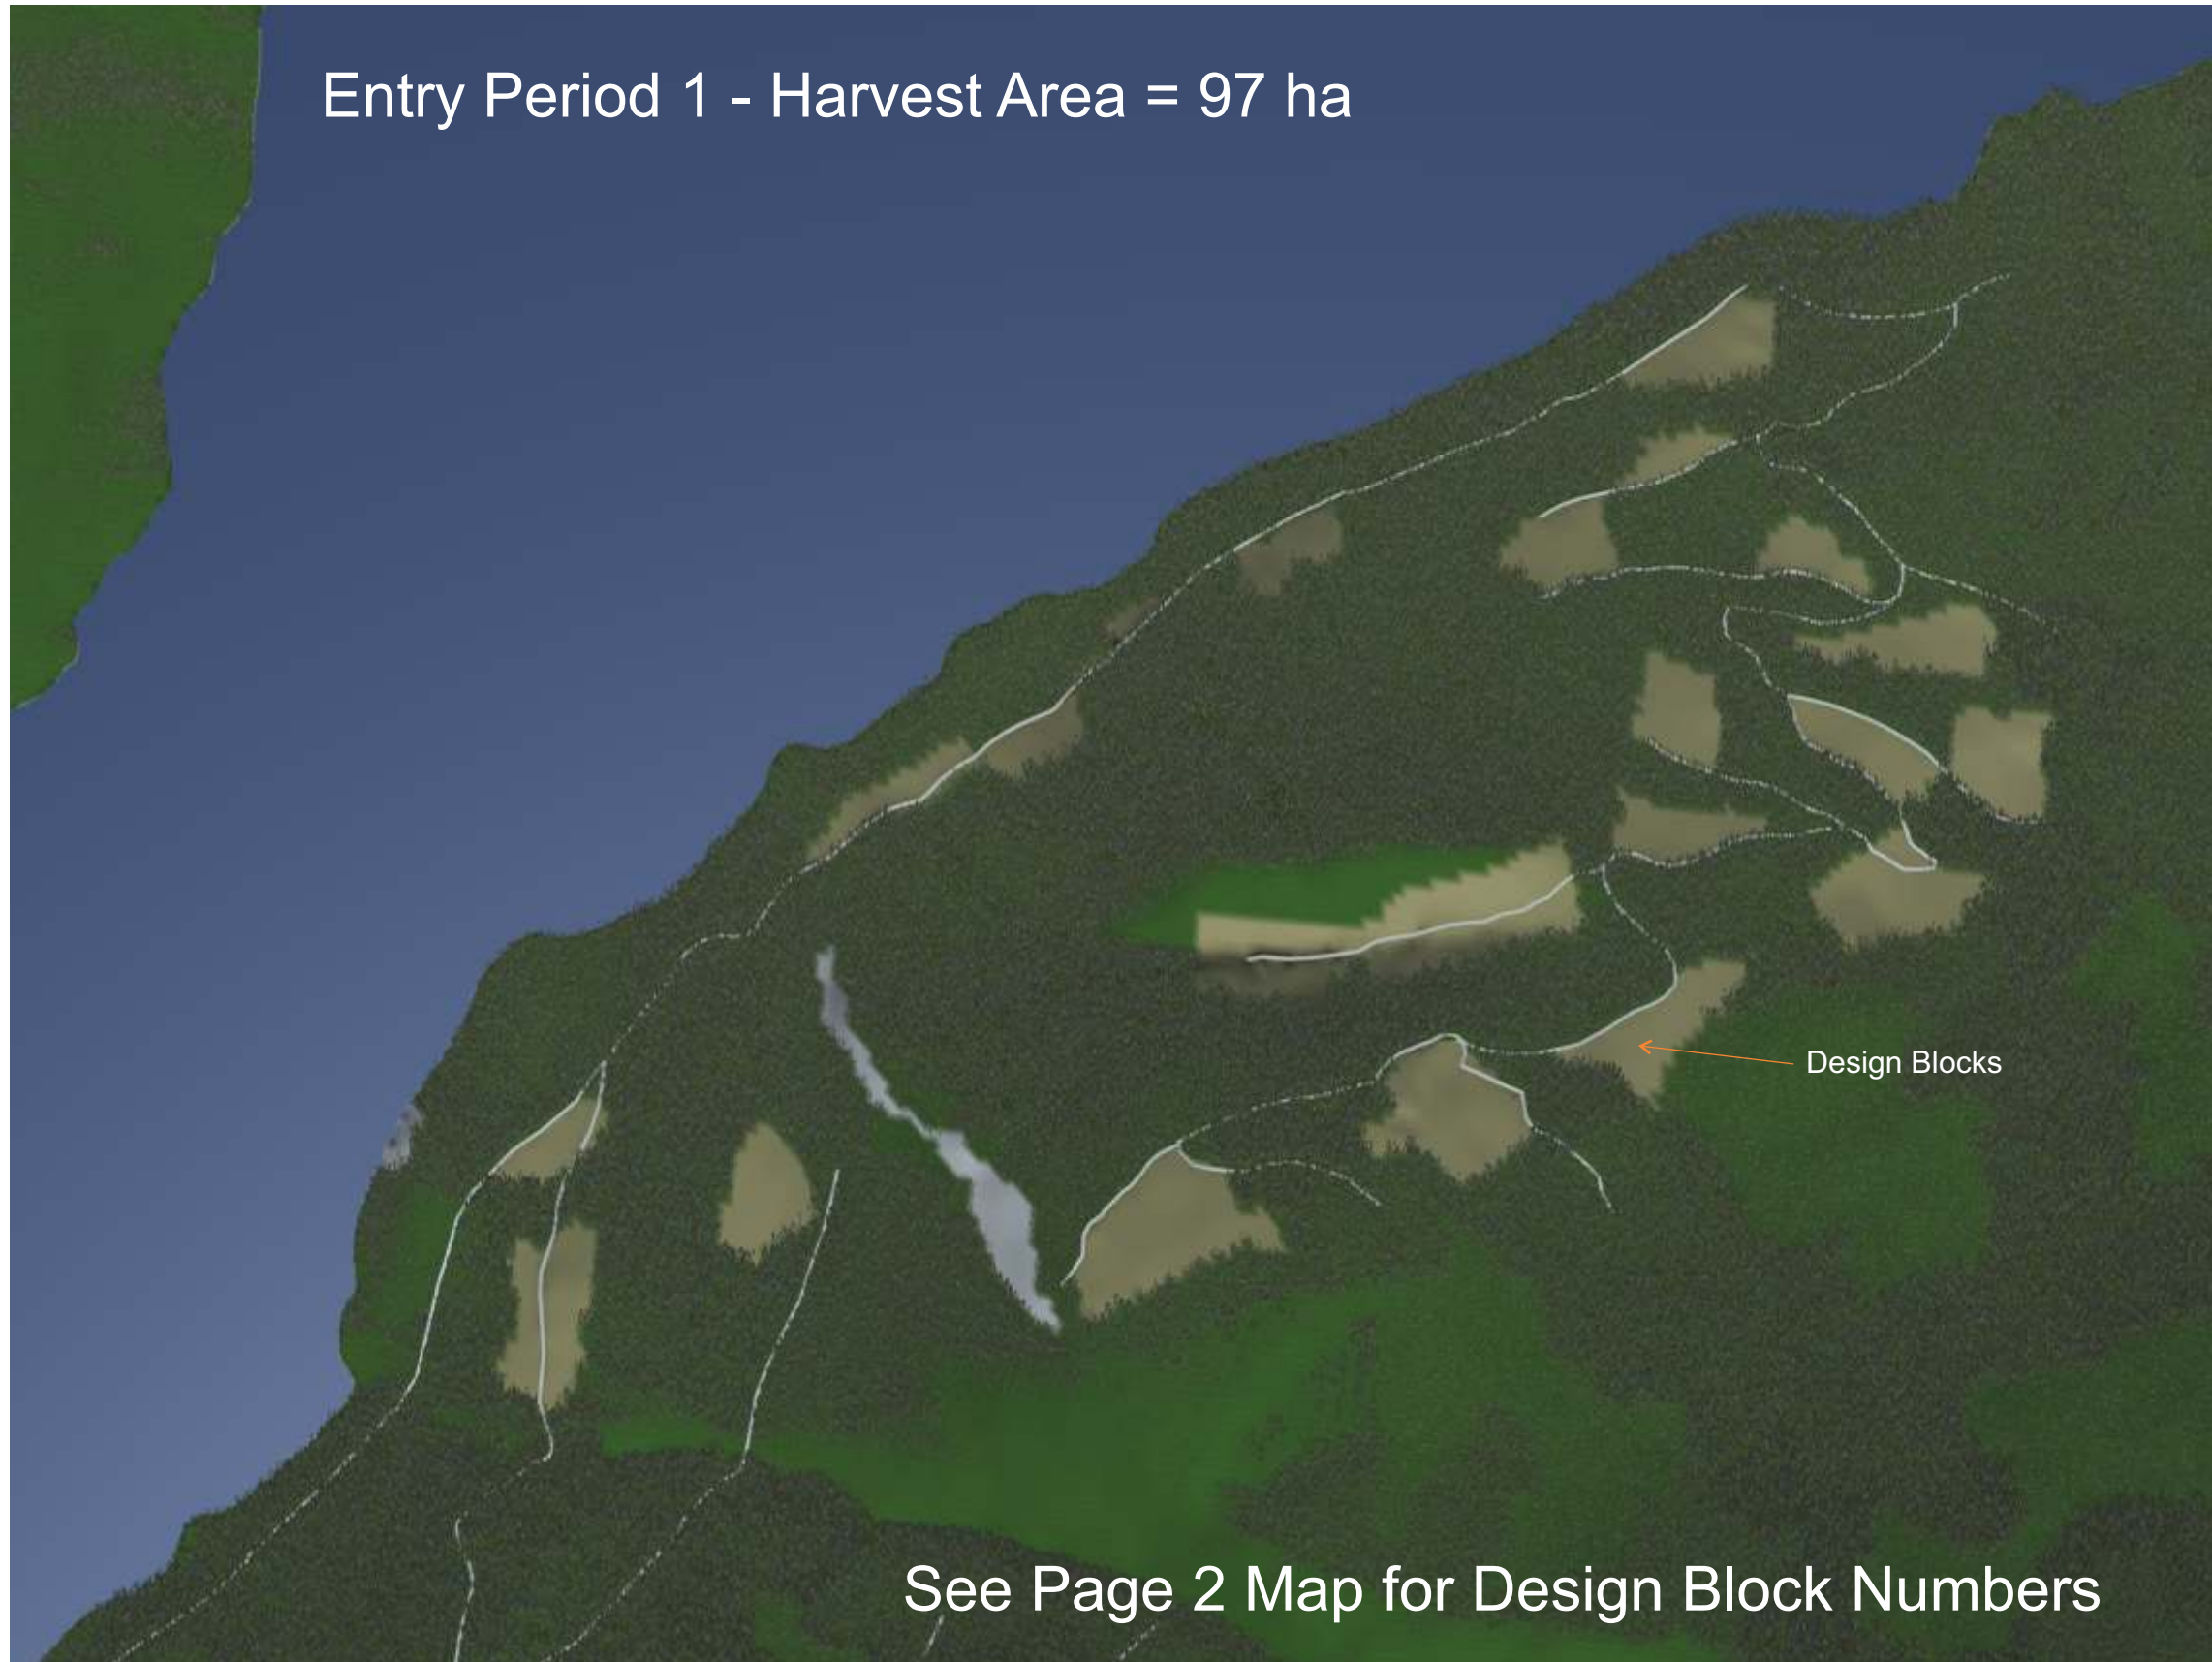 Entry Period 1 - Harvest Area = 97 ha
Design Blocks
See Page 2 Map for Design Block Numbers